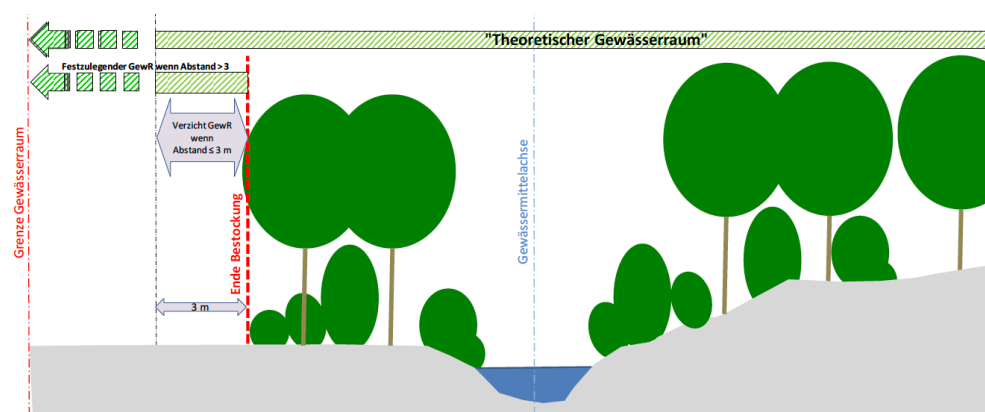 "Theoretischer Gewässerraum"
Festzulegender GewR wenn Abstand > 3
Verzicht GewR
wenn
Abstand ≤ 3 m
Grenze Gewässerraum
Ende Bestockung
Gewässermittelachse
3 m